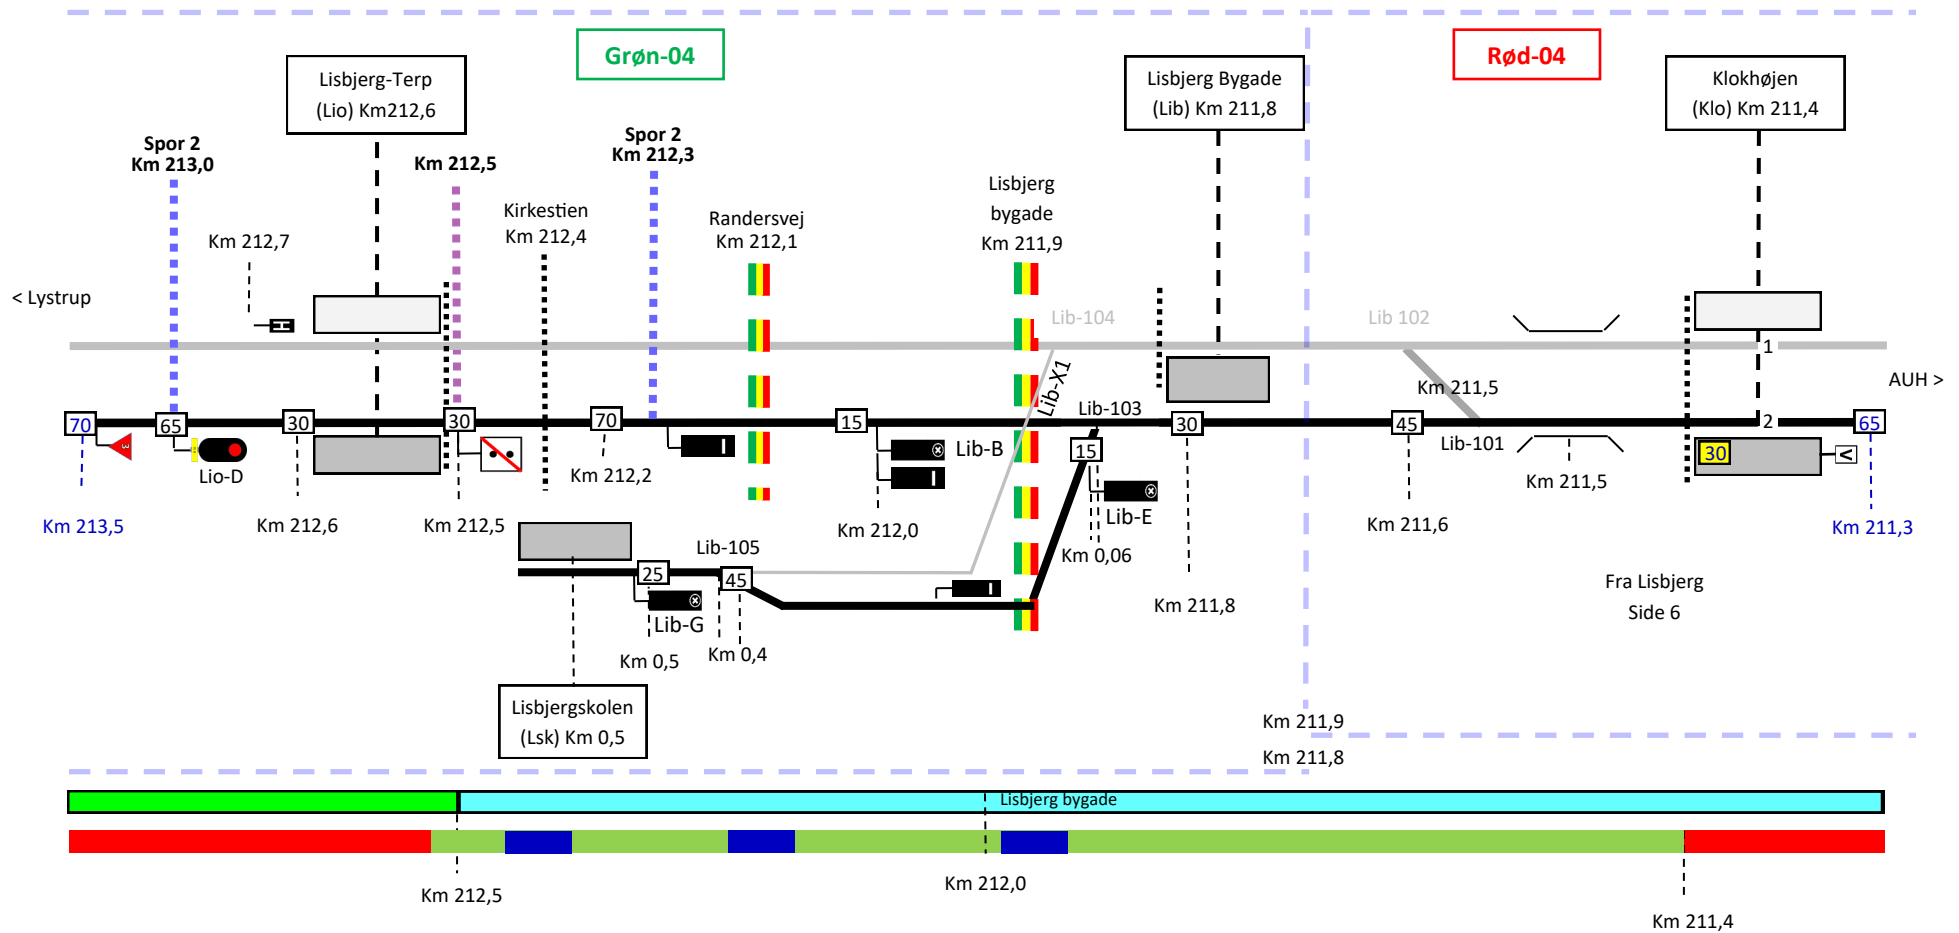 Grøn-04
Rød-04
Lisbjerg-Terp
(Lio) Km212,6
Lisbjerg Bygade
(Lib) Km 211,8
Klokhøjen
(Klo) Km 211,4
Spor 2
Km 213,0
Km 212,5
Spor 2
Km 212,3
Km 212,7
Kirkestien
Km 212,4
Randersvej
Km 212,1
Lisbjerg
bygade
Km 211,9
< Lystrup
H
Lib-104
Lib 102
1
AUH >
Lib-X1
Km 211,5
70
65
30
30
70
15
Lib-103
30
45
2
65
3
Lio-D
Lib-B
15
Lib-101
30
V
Km 212,2
Km 211,5
Km 213,5
Km 212,6
Km 212,5
Km 212,0
Lib-E
Km 211,6
Km 211,3
Lib-105
Km 0,06
25
45
Lib-G
Km 0,5
Km 0,4
Km 211,8
Fra Lisbjerg
Side 6
Lisbjergskolen
(Lsk) Km 0,5
Km 211,9
Km 211,8
Lisbjerg bygade
Km 212,5
Km 212,0
Km 211,4